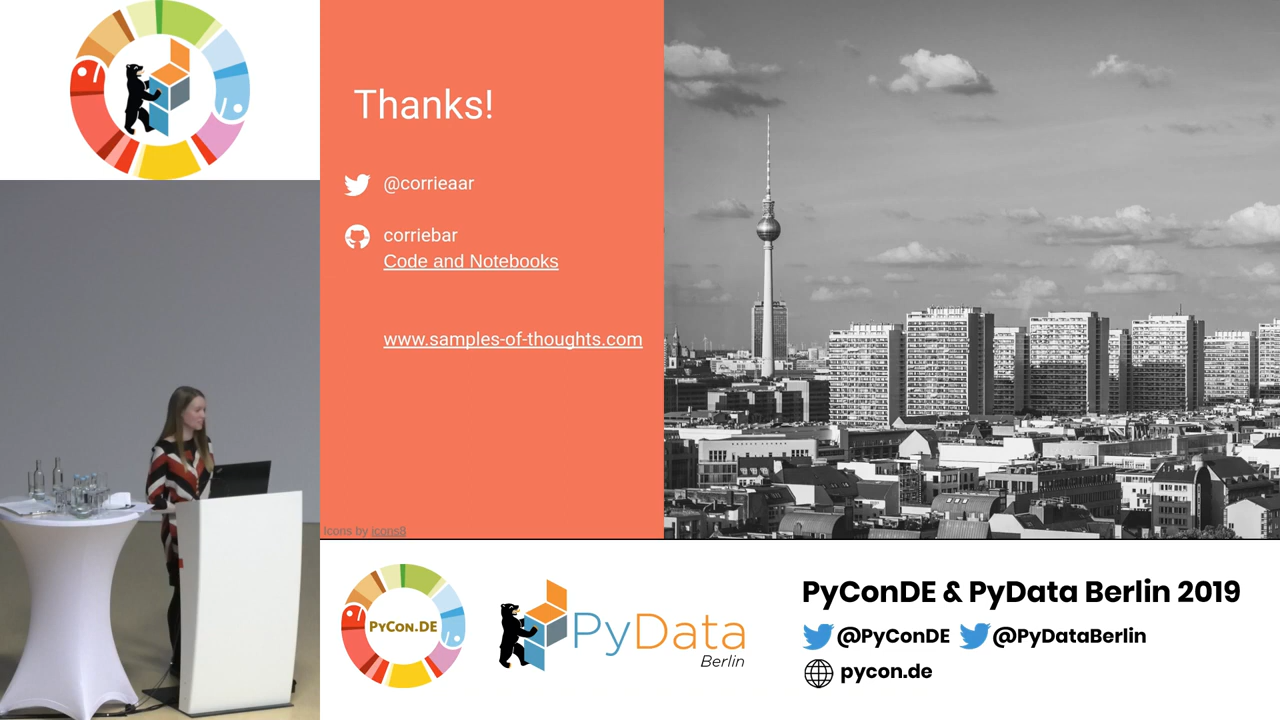 Thanks!
@corrieaar
corriebar
Code and Notebooks
www.samples-of-thoughts.com
Icons by icons8
PyCon.DE
PyData
Berlin
PyConDE & PyData Berlin 2019
@PyConDE @PyDataBerlin
pycon.de